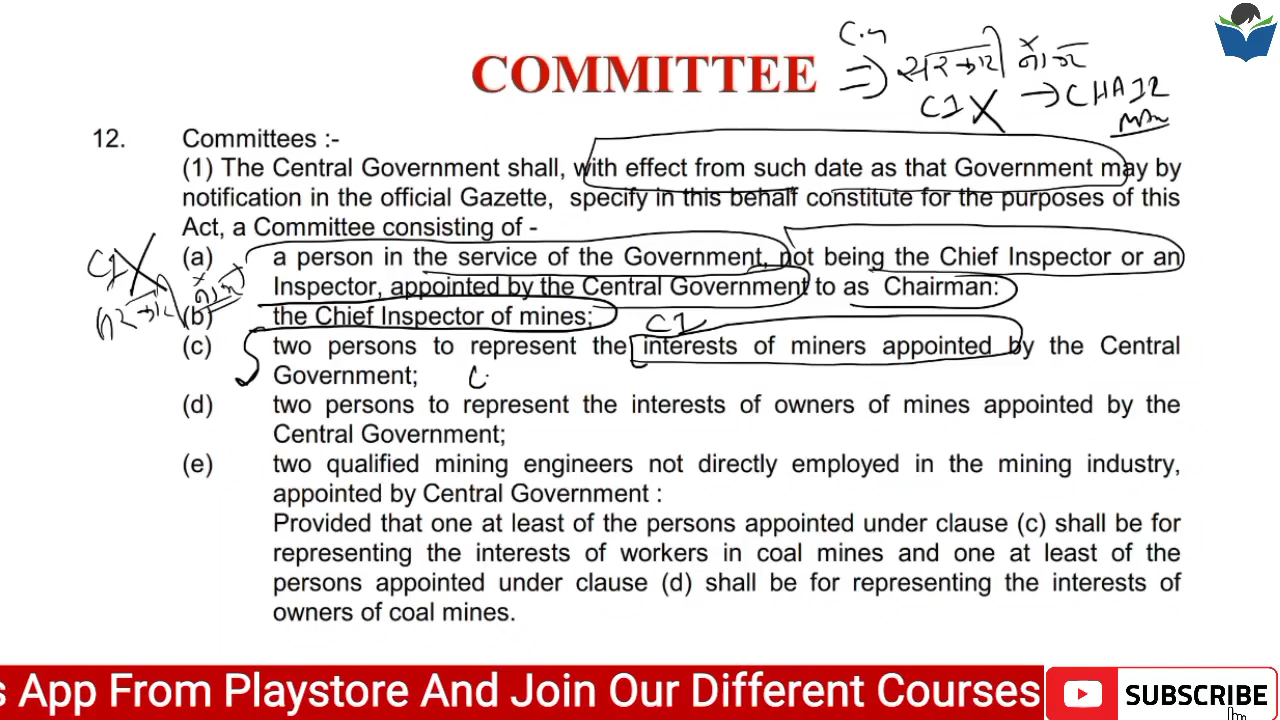 COMMITTEE
C.G
⇒ सरकारी
CI X → CHAIR
man
12. Committees :-
(1) The Central Government shall, with effect from such date as that Government may by
notification in the official Gazette, specify in this behalf constitute for the purposes of this
Act, a Committee consisting of -
(a) a person in the service of the Government, not being the Chief Inspector or an
Inspector, appointed by the Central Government to as Chairman:
CI X
(b) the Chief Inspector of mines;
CI
(c) two persons to represent the interests of miners appointed by the Central
Government;
(d) two persons to represent the interests of owners of mines appointed by the
Central Government;
(e) two qualified mining engineers not directly employed in the mining industry,
appointed by Central Government :
Provided that one at least of the persons appointed under clause (c) shall be for
representing the interests of workers in coal mines and one at least of the
persons appointed under clause (d) shall be for representing the interests of
owners of coal mines.
s App From Playstore And Join Our Different Courses
SUBSCRIBE